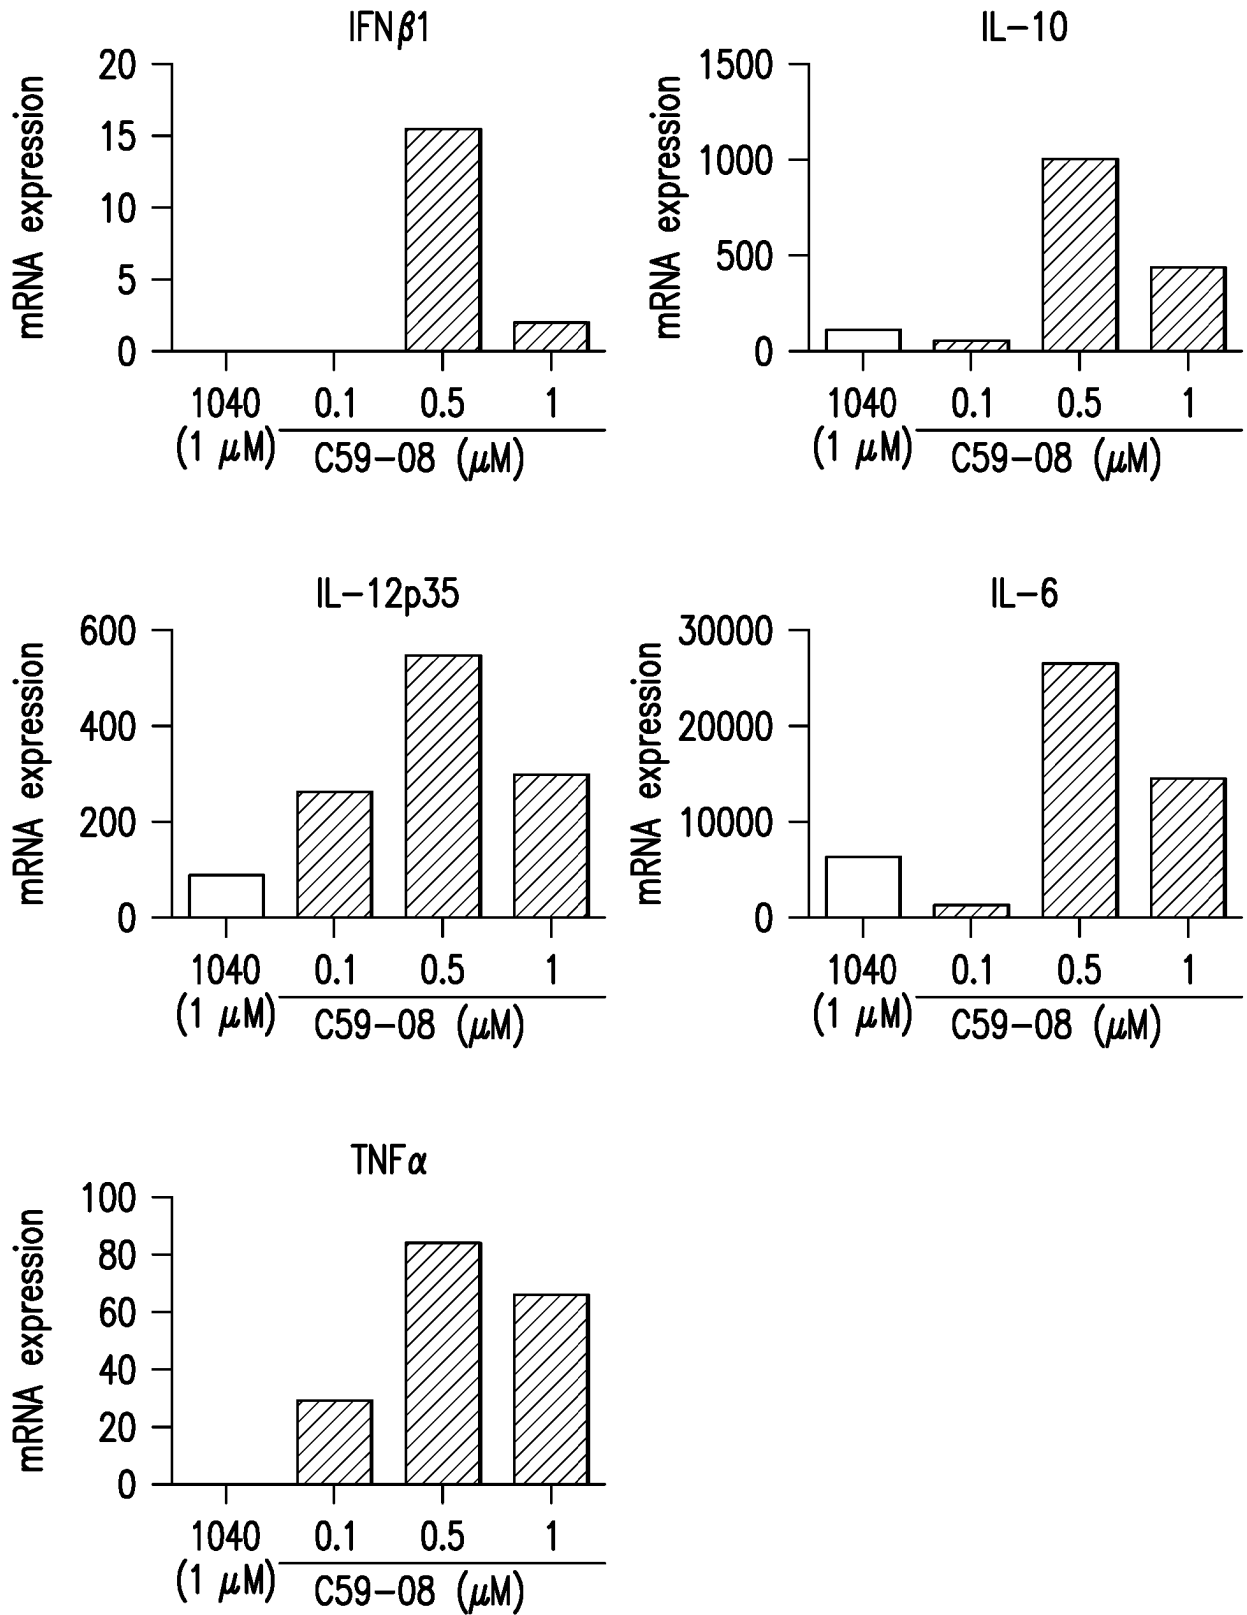 IFNβ1
mRNA expression
20
15
10
5
0
1040 0.1 0.5 1
(1 μM) C59-08 (μM)
IL-10
mRNA expression
1500
1000
500
0
1040 0.1 0.5 1
(1 μM) C59-08 (μM)
IL-12p35
mRNA expression
600
400
200
0
1040 0.1 0.5 1
(1 μM) C59-08 (μM)
IL-6
mRNA expression
30000
20000
10000
0
1040 0.1 0.5 1
(1 μM) C59-08 (μM)
TNFα
mRNA expression
100
80
60
40
20
0
1040 0.1 0.5 1
(1 μM) C59-08 (μM)